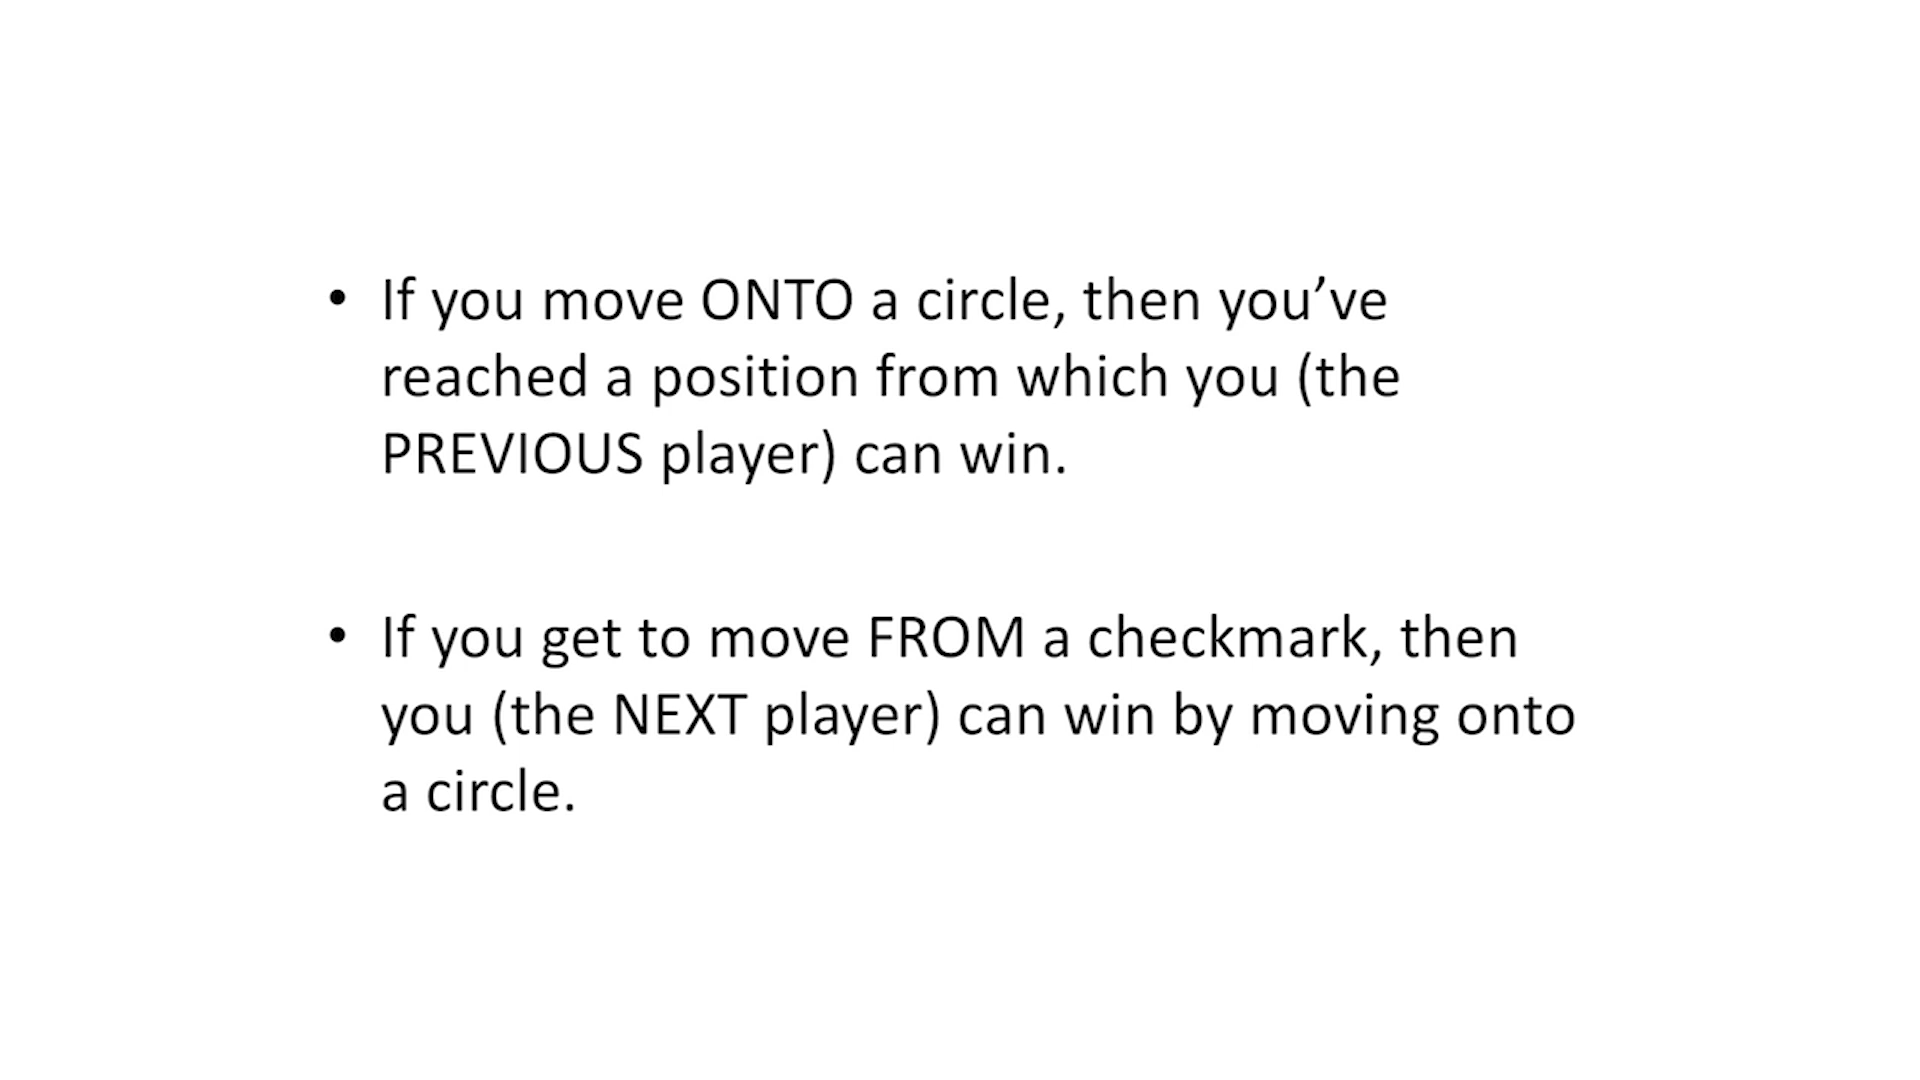 • If you move ONTO a circle, then you’ve
reached a position from which you (the
PREVIOUS player) can win.
• If you get to move FROM a checkmark, then
you (the NEXT player) can win by moving onto
a circle.